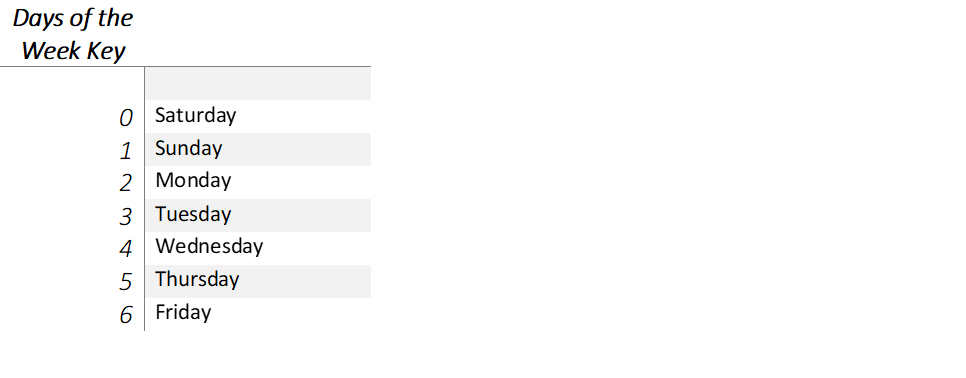 Days of the
Week Key
0 Saturday
1 Sunday
2 Monday
3 Tuesday
4 Wednesday
5 Thursday
6 Friday